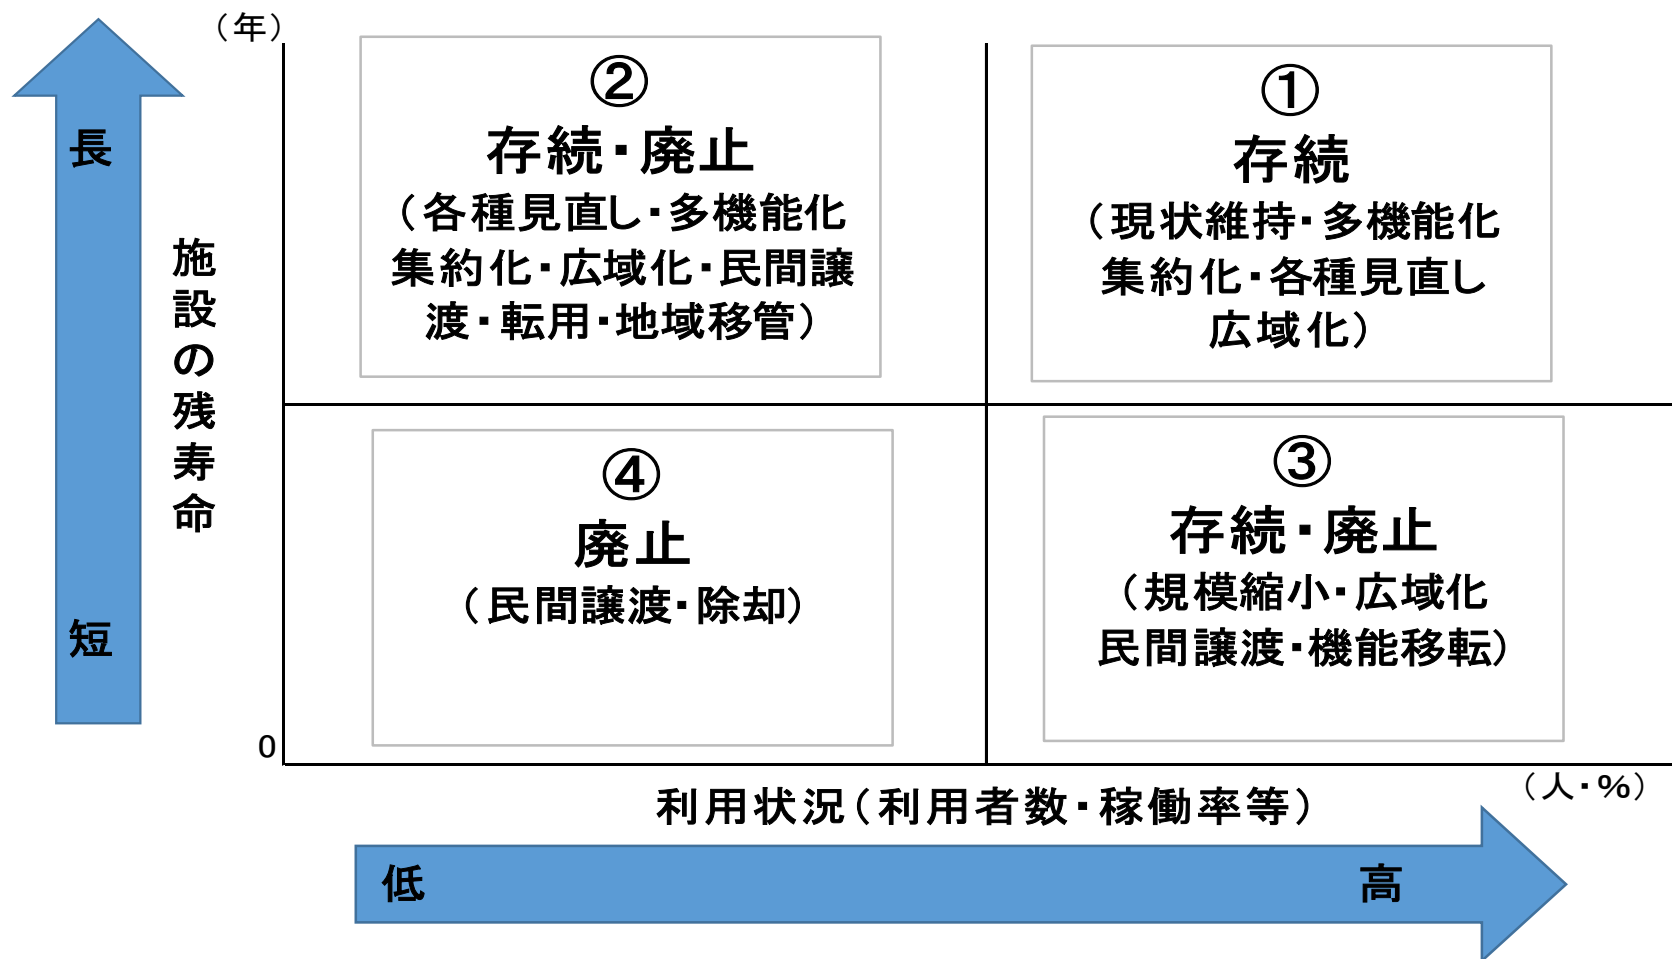 （年）
長
施設の残寿命
短
②
存続・廃止
（各種見直し・多機能化
集約化・広域化・民間譲
渡・転用・地域移管）
①
存続
（現状維持・多機能化
集約化・各種見直し
広域化）
④
廃止
（民間譲渡・除却）
③
存続・廃止
（規模縮小・広域化
民間譲渡・機能移転）
0
（人・%）
利用状況（利用者数・稼働率等）
低
高